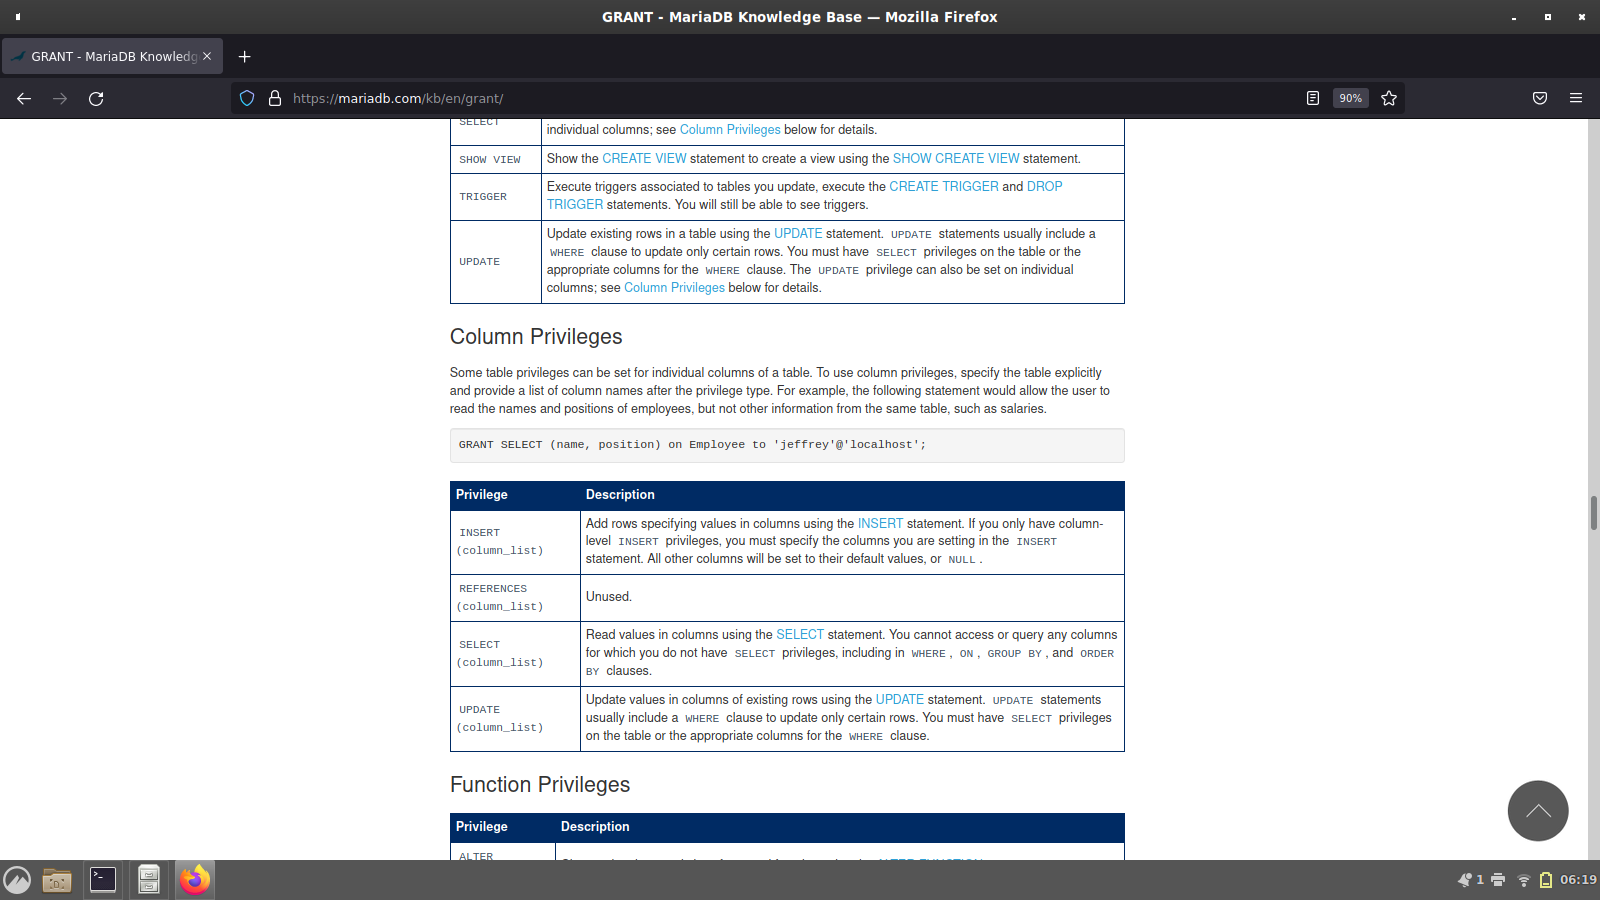 GRANT - MariaDB Knowledge Base — Mozilla Firefox
GRANT - MariaDB Knowledg
https://mariadb.com/kb/en/grant/
90%
SELECT
individual columns; see Column Privileges below for details.
SHOW VIEW
Show the CREATE VIEW statement to create a view using the SHOW CREATE VIEW statement.
TRIGGER
Execute triggers associated to tables you update, execute the CREATE TRIGGER and DROP
TRIGGER statements. You will still be able to see triggers.
UPDATE
Update existing rows in a table using the UPDATE statement. UPDATE statements usually include a
WHERE clause to update only certain rows. You must have SELECT privileges on the table or the
appropriate columns for the WHERE clause. The UPDATE privilege can also be set on individual
columns; see Column Privileges below for details.
Column Privileges
Some table privileges can be set for individual columns of a table. To use column privileges, specify the table explicitly
and provide a list of column names after the privilege type. For example, the following statement would allow the user to
read the names and positions of employees, but not other information from the same table, such as salaries.
GRANT SELECT (name, position) on Employee to 'jeffrey'@'localhost';
Privilege Description
INSERT
(column_list)
Add rows specifying values in columns using the INSERT statement. If you only have column-
level INSERT privileges, you must specify the columns you are setting in the INSERT
statement. All other columns will be set to their default values, or NULL.
REFERENCES
(column_list)
Unused.
SELECT
(column_list)
Read values in columns using the SELECT statement. You cannot access or query any columns
for which you do not have SELECT privileges, including in WHERE, ON, GROUP BY, and ORDER
BY clauses.
UPDATE
(column_list)
Update values in columns of existing rows using the UPDATE statement. UPDATE statements
usually include a WHERE clause to update only certain rows. You must have SELECT privileges
on the table or the appropriate columns for the WHERE clause.
Function Privileges
Privilege Description
ALTER
1
06:19